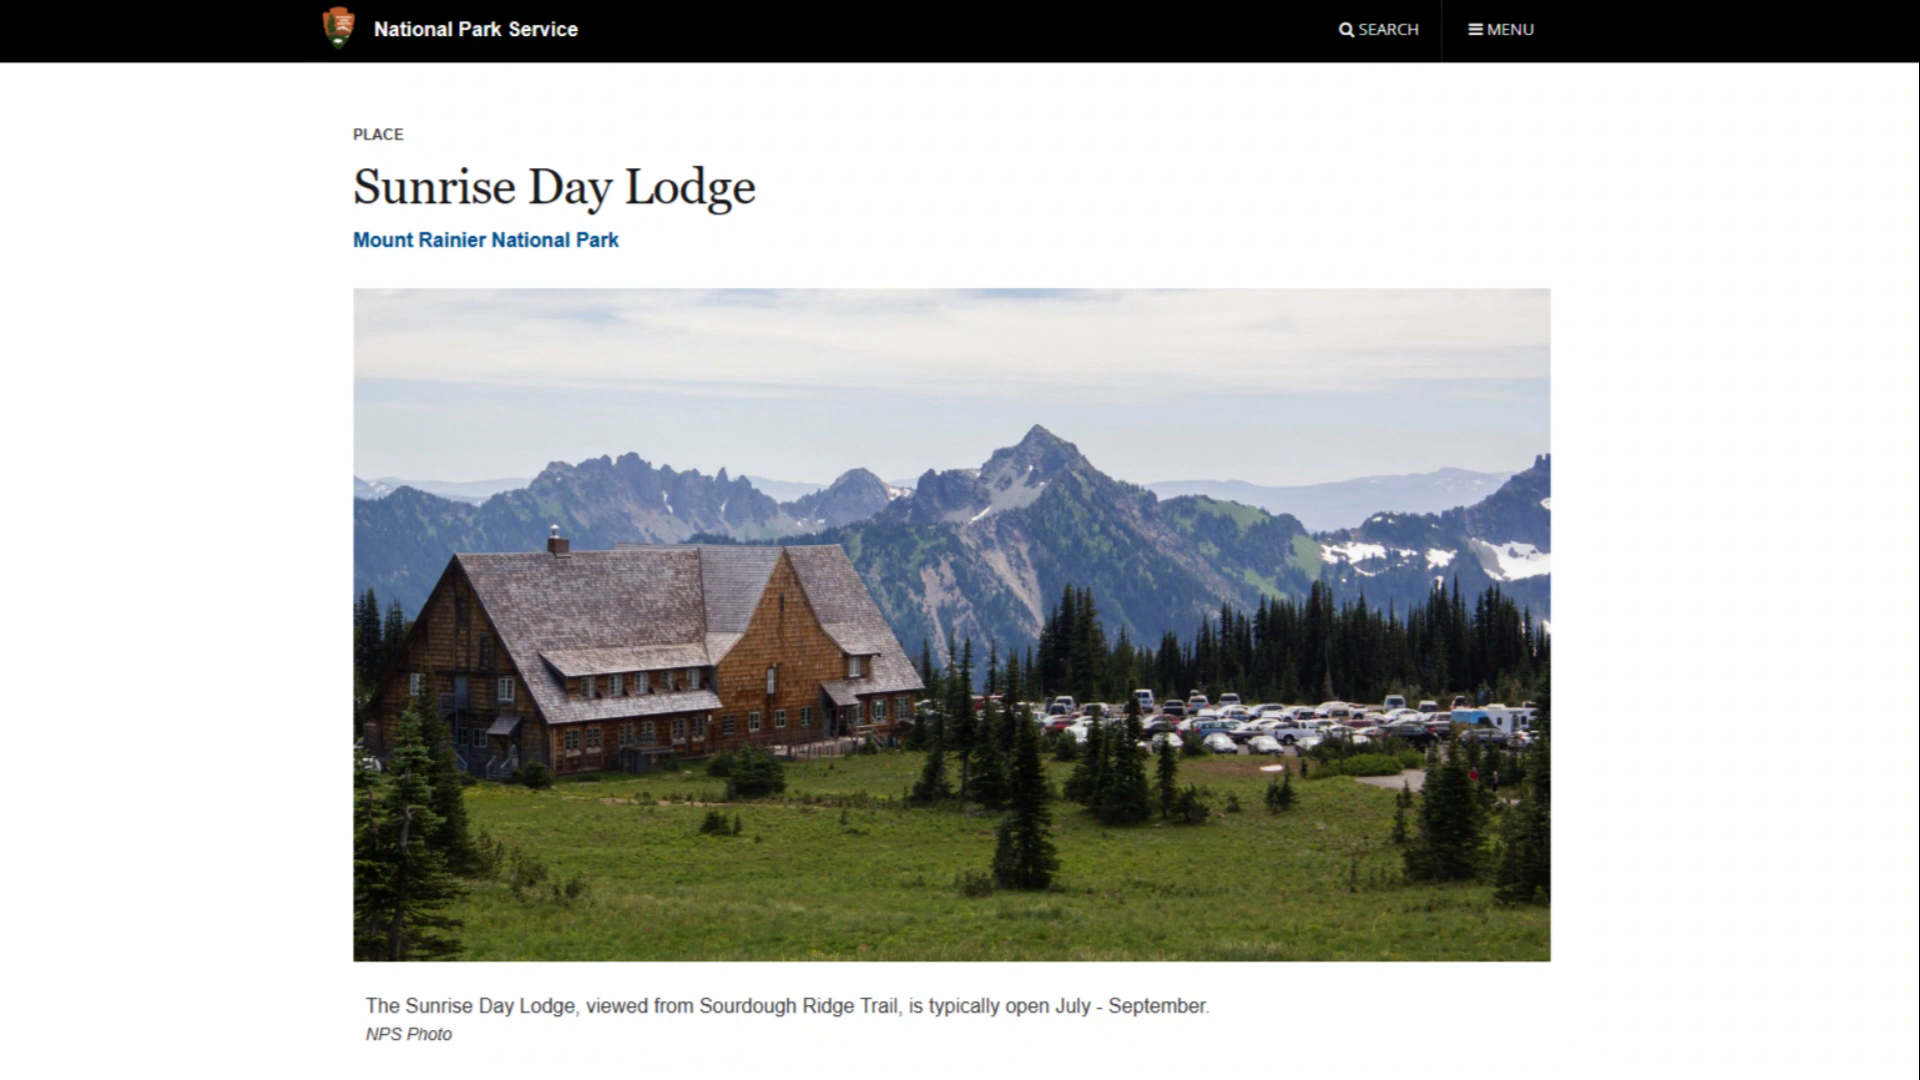 National Park Service
SEARCH
MENU
PLACE
Sunrise Day Lodge
Mount Rainier National Park
The Sunrise Day Lodge, viewed from Sourdough Ridge Trail, is typically open July - September.
NPS Photo